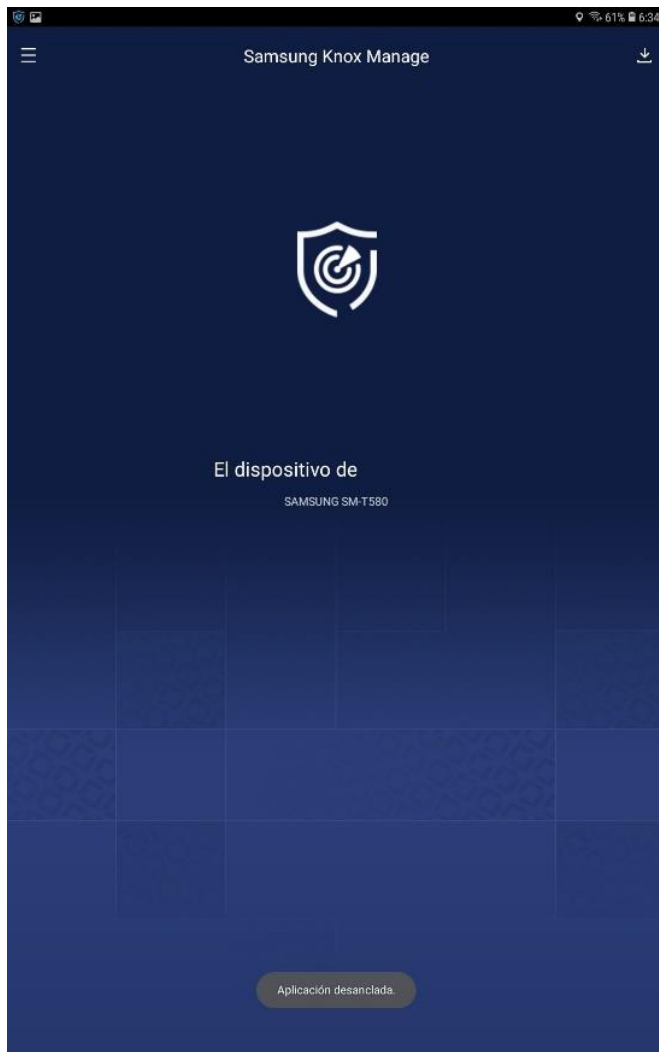 61% 6:34
Samsung Knox Manage
El dispositivo de
SAMSUNG SM-T580
Aplicación desanclada.